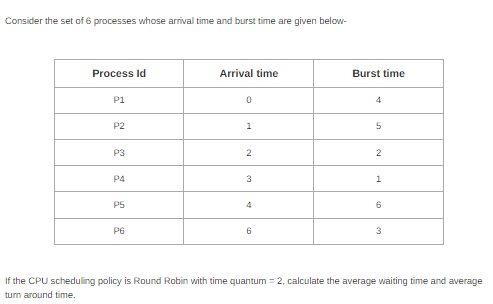 Consider the set of 6 processes whose arrival time and burst time are given below-
Process Id Arrival time Burst time
P1 0 4
P2 1 5
P3 2 2
P4 3 1
P5 4 6
P6 6 3
If the CPU scheduling policy is Round Robin with time quantum = 2, calculate the average waiting time and average
turn around time.